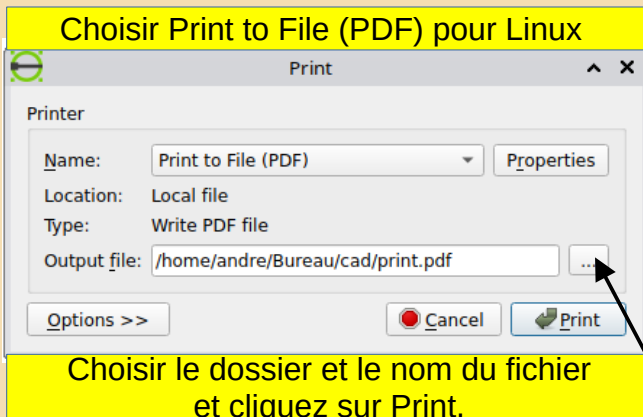 Choisir Print to File (PDF) pour Linux
Print
Printer
Name: Print to File (PDF) Properties
Location: Local file
Type: Write PDF file
Output file: /home/andre/Bureau/cad/print.pdf ...
Options >> Cancel Print
Choisir le dossier et le nom du fichier
et cliquez sur Print.